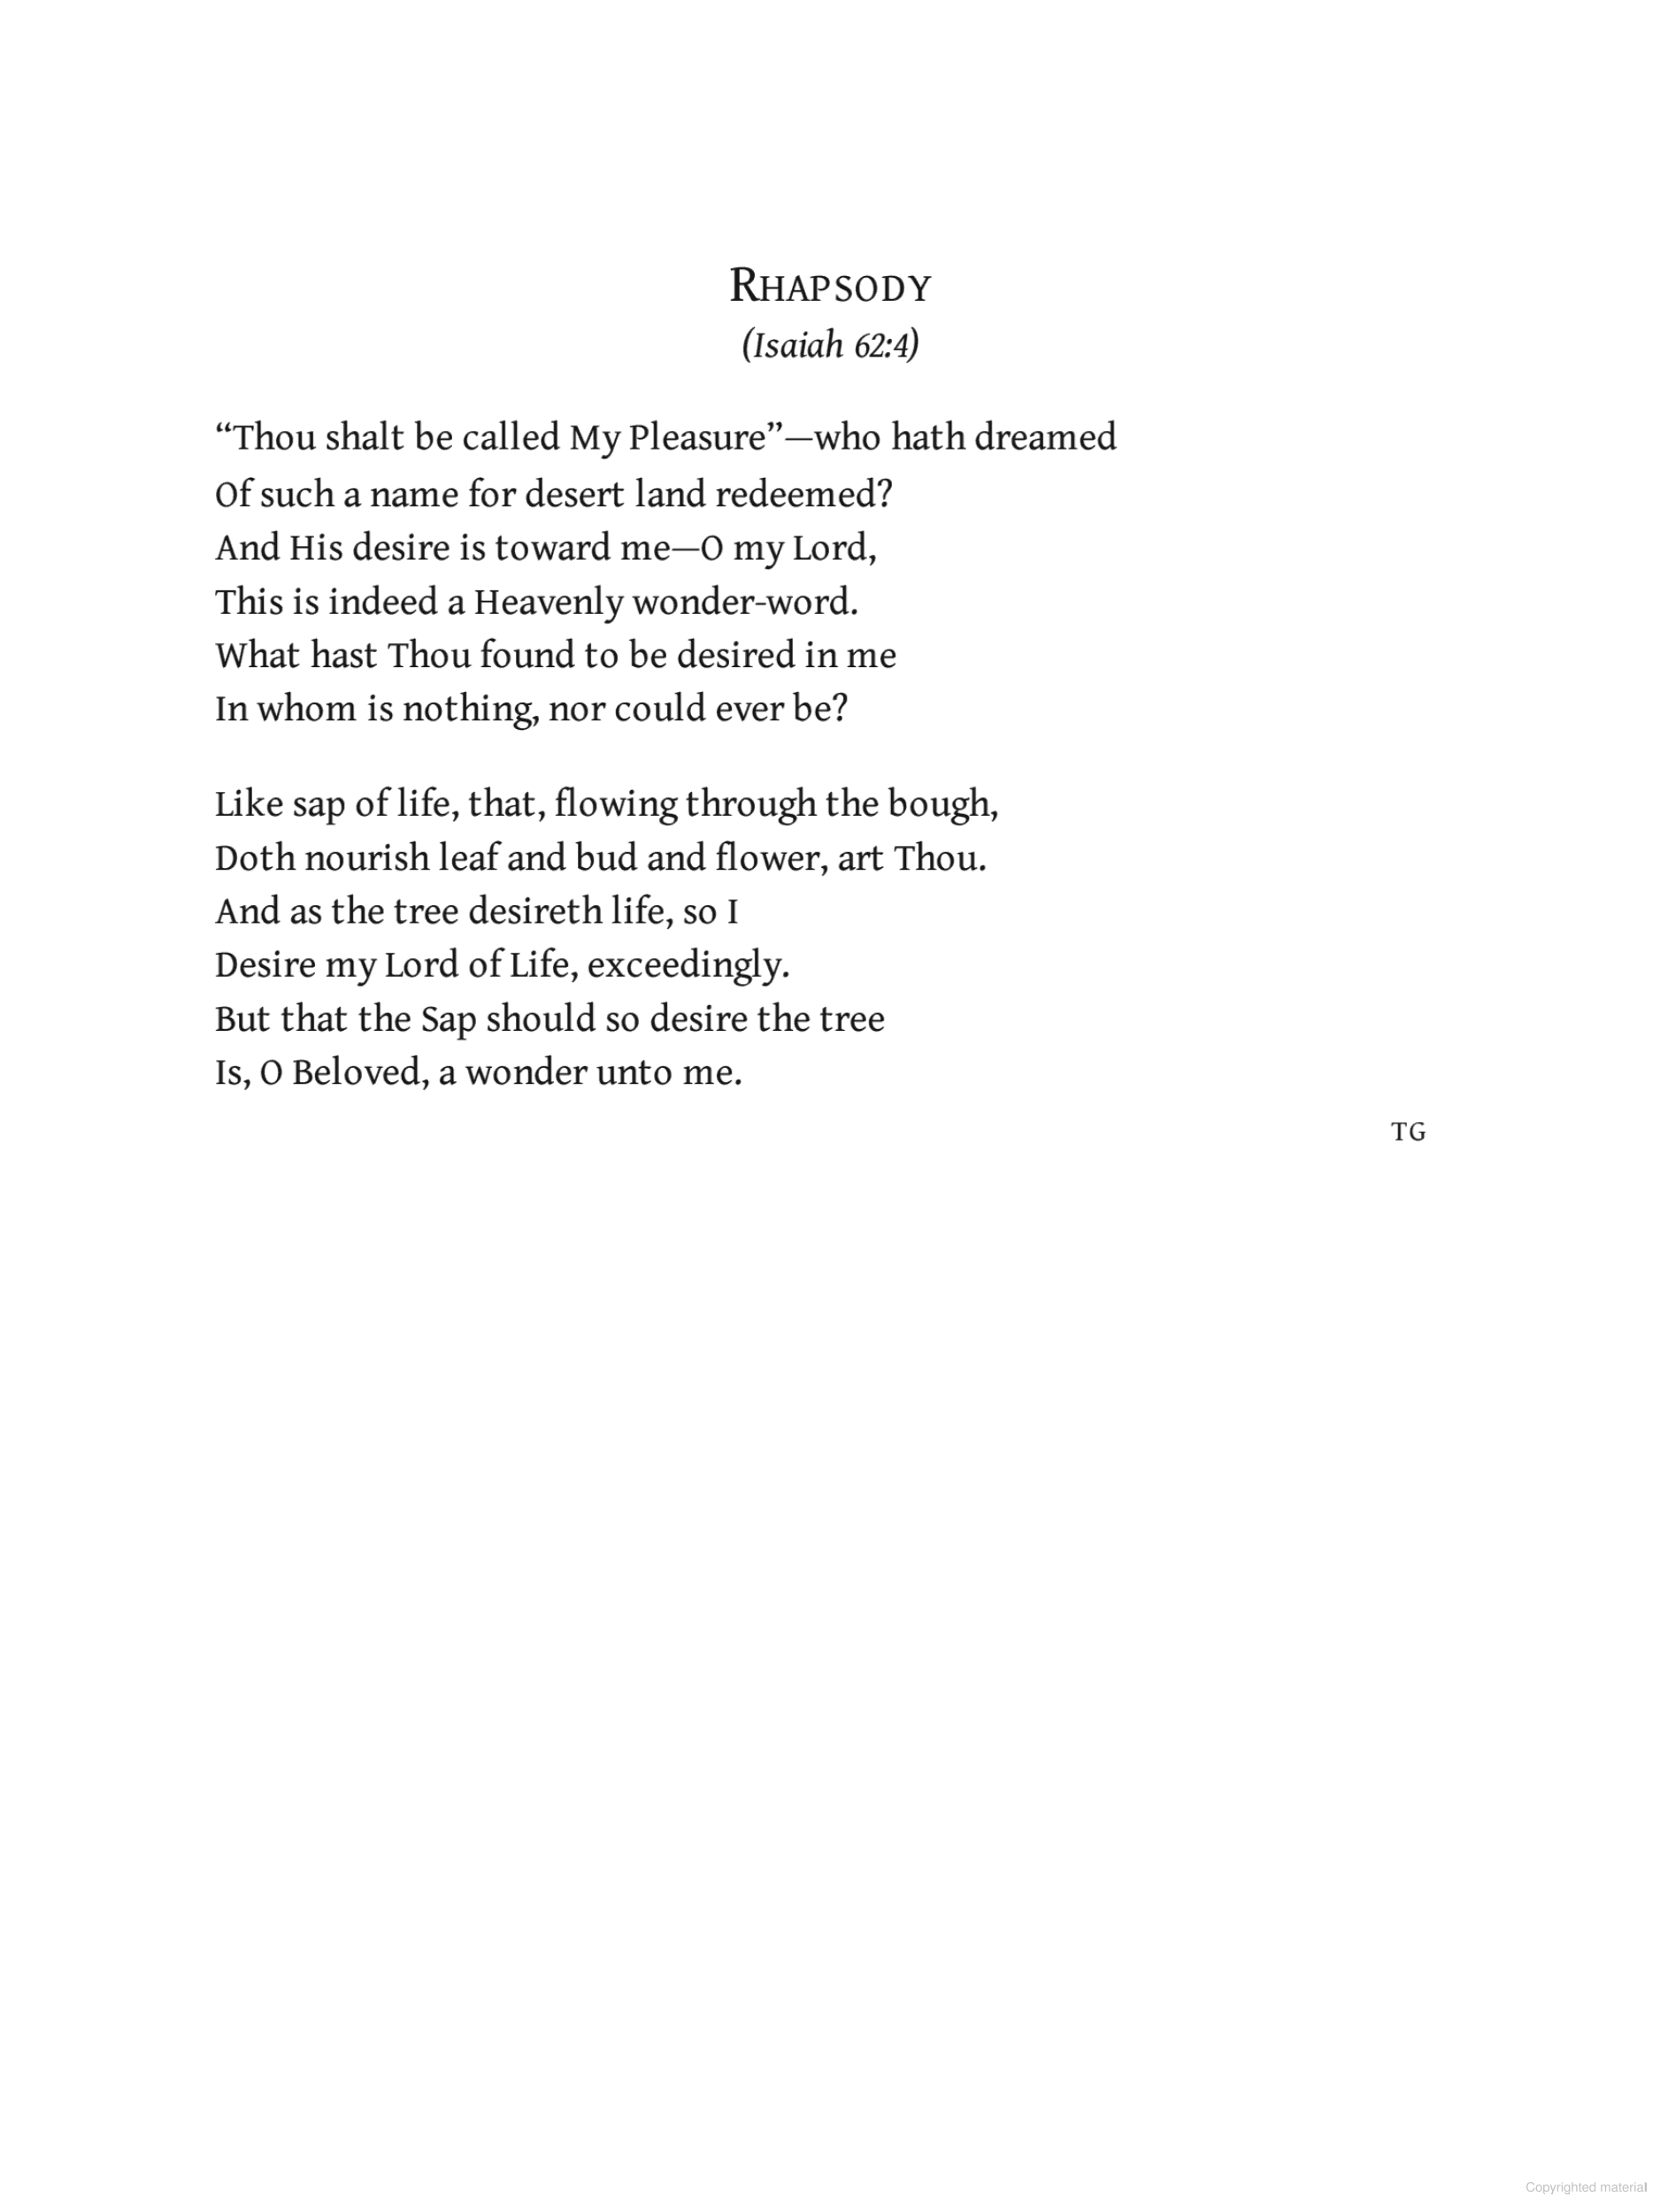 RHAPSODY
(Isaiah 62:4)
“Thou shalt be called My Pleasure”—who hath dreamed
Of such a name for desert land redeemed?
And His desire is toward me—O my Lord,
This is indeed a Heavenly wonder-word.
What hast Thou found to be desired in me
In whom is nothing, nor could ever be?
Like sap of life, that, flowing through the bough,
Doth nourish leaf and bud and flower, art Thou.
And as the tree desireth life, so I
Desire my Lord of Life, exceedingly.
But that the Sap should so desire the tree
Is, O Beloved, a wonder unto me.
TG
Copyrighted material